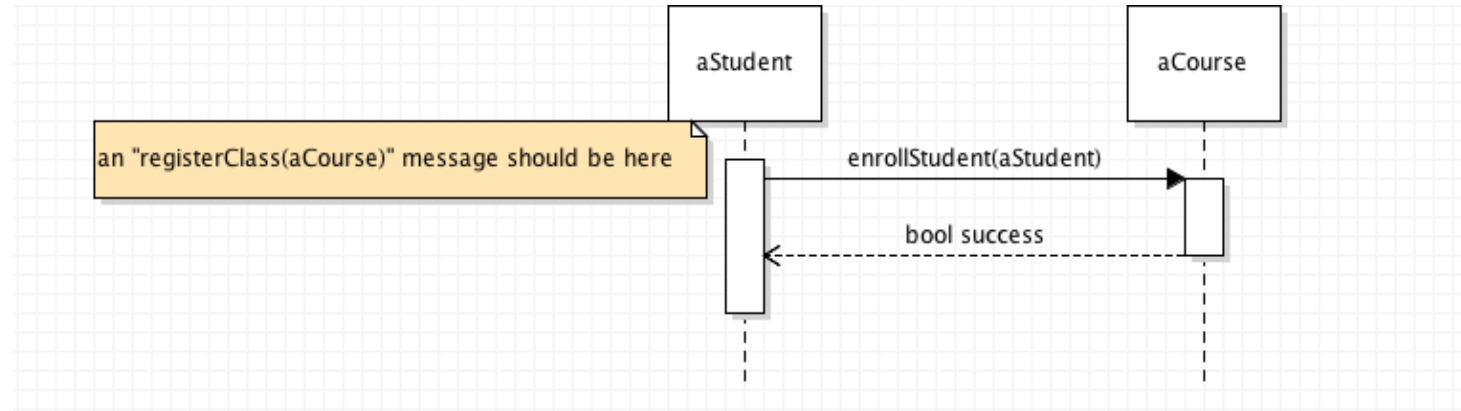 aStudent
aCourse
an "registerClass(aCourse)" message should be here
enrollStudent(aStudent)
bool success